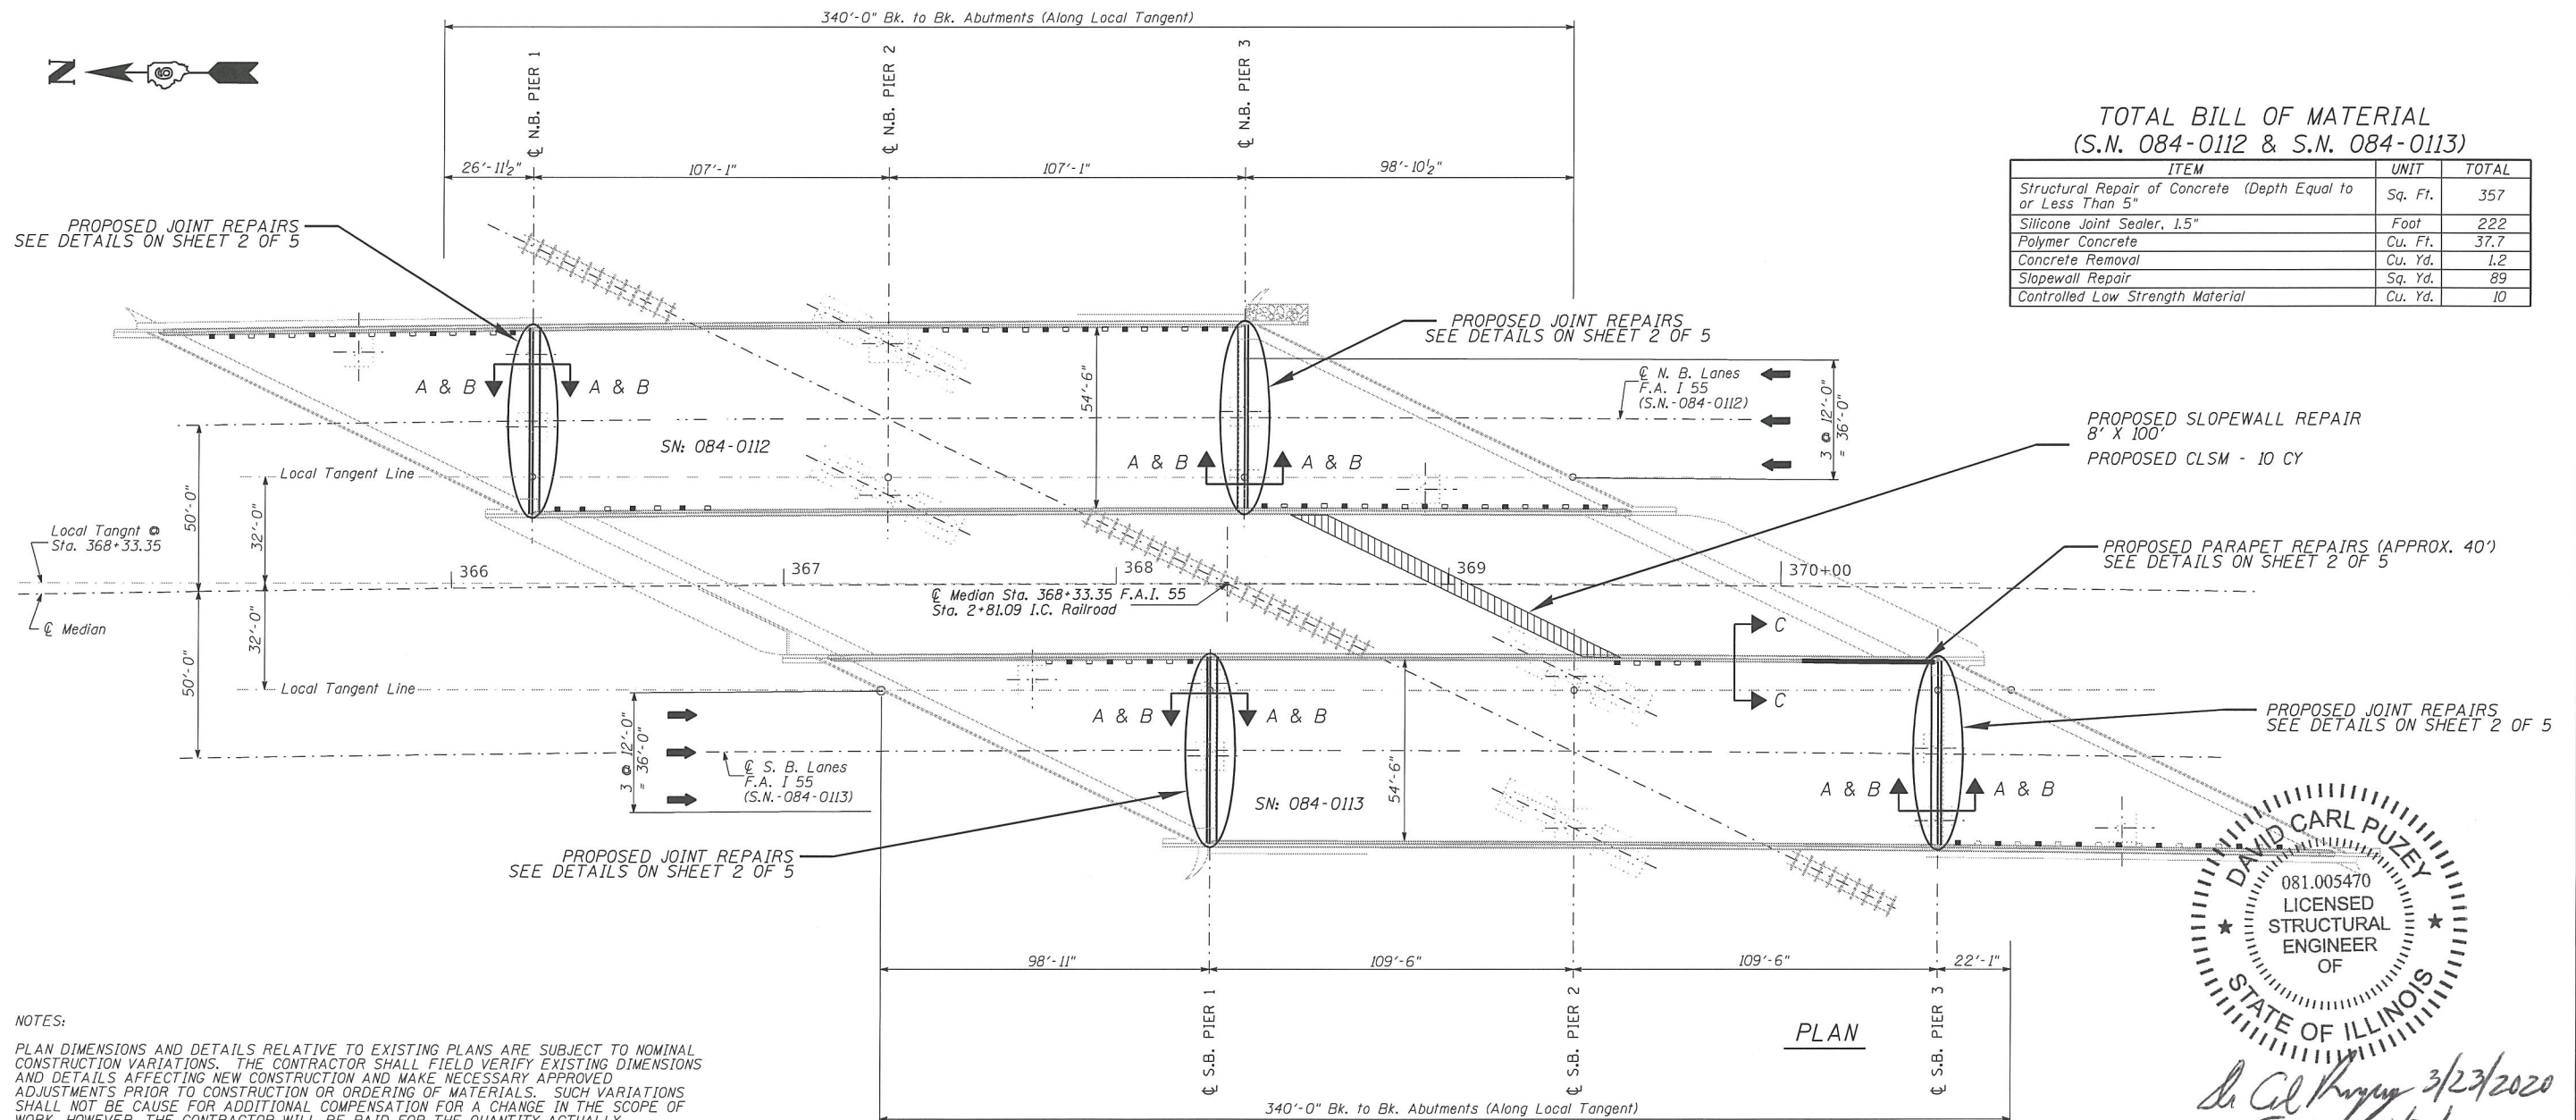 340'-0" Bk. to Bk. Abutments (Along Local Tangent)
N
6
℄ N.B. PIER 1
℄ N.B. PIER 2
℄ N.B. PIER 3
26'-11½"
107'-1"
107'-1"
98'-10½"
TOTAL BILL OF MATERIAL
(S.N. 084-0112 & S.N. 084-0113)
ITEM UNIT TOTAL
Structural Repair of Concrete (Depth Equal to
or Less Than 5" Sq. Ft. 357
Silicone Joint Sealer, 1.5" Foot 222
Polymer Concrete Cu. Ft. 37.7
Concrete Removal Cu. Yd. 1.2
Slopewall Repair Sq. Yd. 89
Controlled Low Strength Material Cu. Yd. 10
PROPOSED JOINT REPAIRS
SEE DETAILS ON SHEET 2 OF 5
PROPOSED JOINT REPAIRS
SEE DETAILS ON SHEET 2 OF 5
A & B
A & B
54'-6"
℄ N. B. Lanes
F.A. I 55
(S.N.-084-0112)
3 @ 12'-0"
= 36'-0"
PROPOSED SLOPEWALL REPAIR
8' X 100'
PROPOSED CLSM - 10 CY
SN: 084-0112
A & B
A & B
Local Tangent Line
50'-0"
32'-0"
Local Tangnt @
Sta. 368+33.35
366
367
368
369
370+00
PROPOSED PARAPET REPAIRS (APPROX. 40')
SEE DETAILS ON SHEET 2 OF 5
℄ Median Sta. 368+33.35 F.A.I. 55
Sta. 2+81.09 I.C. Railroad
℄ Median
50'-0"
32'-0"
C
C
Local Tangent Line
3 @ 12'-0"
= 36'-0"
℄ S. B. Lanes
F.A. I 55
(S.N.-084-0113)
A & B
A & B
54'-6"
SN: 084-0113
PROPOSED JOINT REPAIRS
SEE DETAILS ON SHEET 2 OF 5
A & B
A & B
PROPOSED JOINT REPAIRS
SEE DETAILS ON SHEET 2 OF 5
DAVID CARL PUZEY
081.005470
LICENSED
STRUCTURAL
ENGINEER
OF
STATE OF ILLINOIS
98'-11"
109'-6"
109'-6"
22'-1"
℄ S.B. PIER 1
℄ S.B. PIER 2
℄ S.B. PIER 3
PLAN
3/23/2020
340'-0" Bk. to Bk. Abutments (Along Local Tangent)
NOTES:
PLAN DIMENSIONS AND DETAILS RELATIVE TO EXISTING PLANS ARE SUBJECT TO NOMINAL
CONSTRUCTION VARIATIONS. THE CONTRACTOR SHALL FIELD VERIFY EXISTING DIMENSIONS
AND DETAILS AFFECTING NEW CONSTRUCTION AND MAKE NECESSARY APPROVED
ADJUSTMENTS PRIOR TO CONSTRUCTION OR ORDERING OF MATERIALS. SUCH VARIATIONS
SHALL NOT BE CAUSE FOR ADDITIONAL COMPENSATION FOR A CHANGE IN THE SCOPE OF
WORK, HOWEVER, THE CONTRACTOR WILL BE PAID FOR THE QUANTITY ACTUALLY